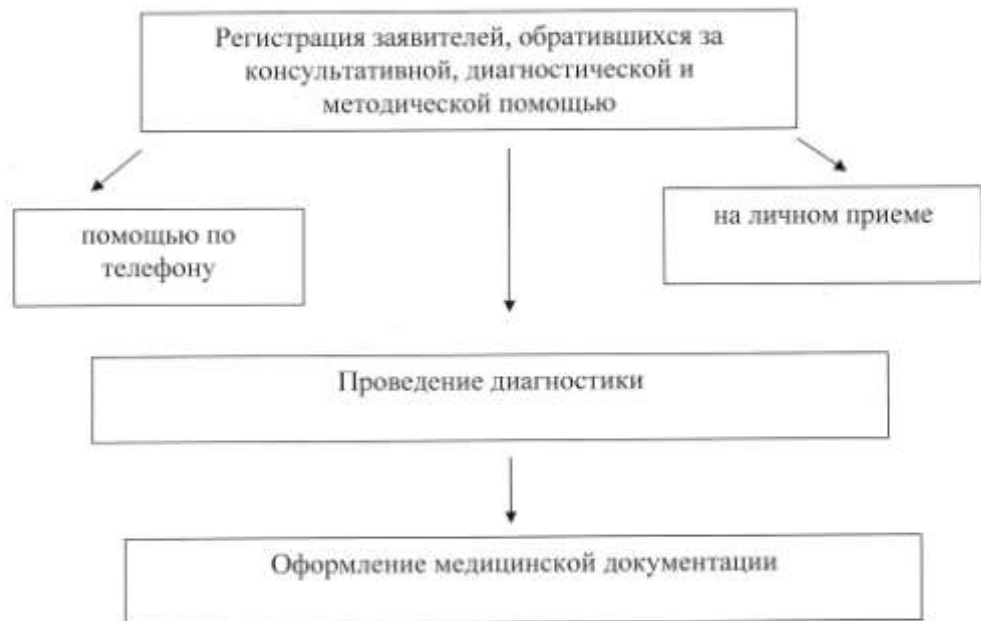 Регистрация заявителей, обратившихся за
консультативной, диагностической и
методической помощью
помощью по
телефону
на личном приеме
Проведение диагностики
Оформление медицинской документации